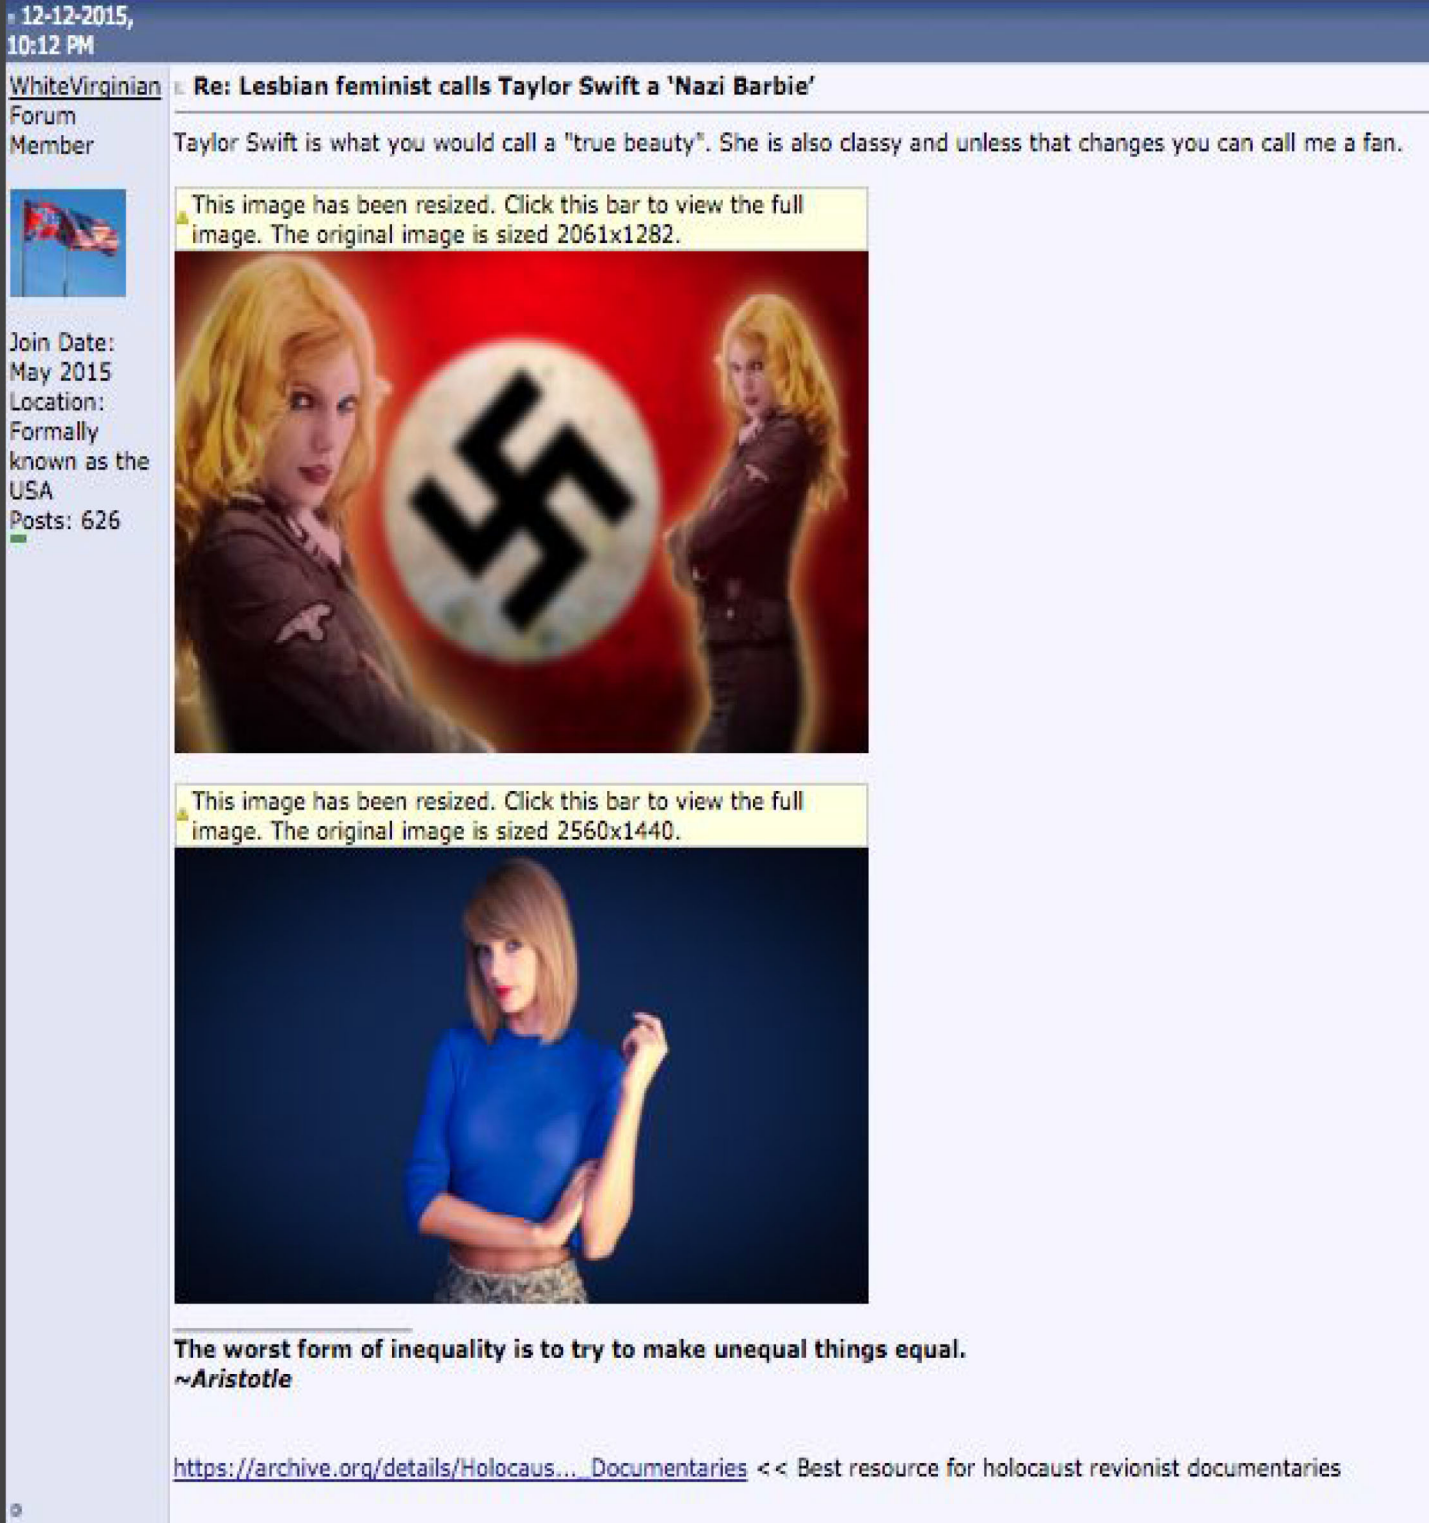 12-12-2015,
10:12 PM
WhiteVirginian
Forum
Member
Join Date:
May 2015
Location:
Formally
known as the
USA
Posts: 626
Re: Lesbian feminist calls Taylor Swift a ‘Nazi Barbie’
Taylor Swift is what you would call a "true beauty". She is also classy and unless that changes you can call me a fan.
This image has been resized. Click this bar to view the full
image. The original image is sized 2061x1282.
This image has been resized. Click this bar to view the full
image. The original image is sized 2560x1440.
The worst form of inequality is to try to make unequal things equal.
~Aristotle
https://archive.org/details/Holocaus..._Documentaries << Best resource for holocaust revionist documentaries